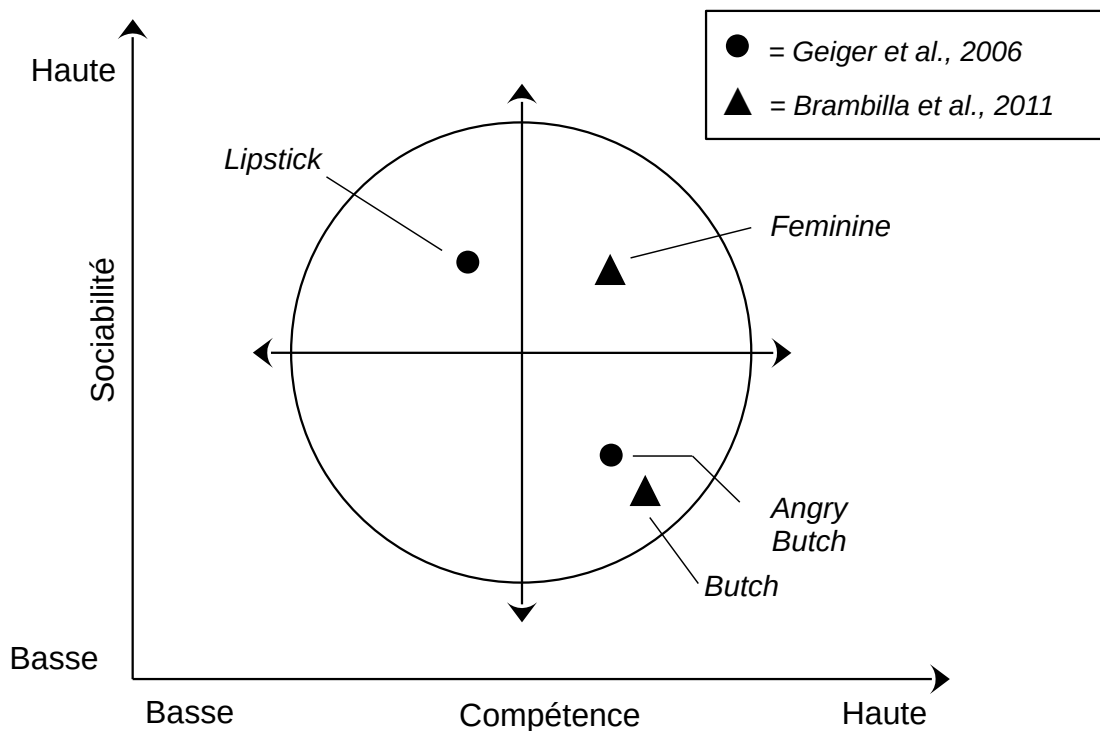 = Geiger et al., 2006
= Brambilla et al., 2011
Haute
Lipstick
Feminine
Sociabilité
Angry
Butch
Butch
Basse
Basse
Compétence
Haute